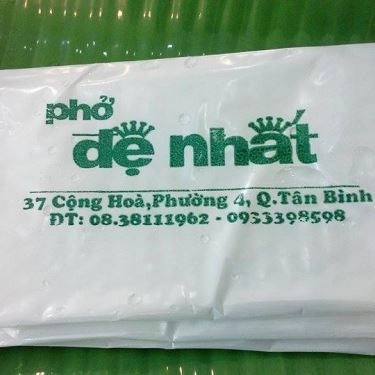 phở
đệ nhất
37 Cộng Hoà,Phường 4, Q.Tân Bình
ĐT: 08.38111962 - 0933398598